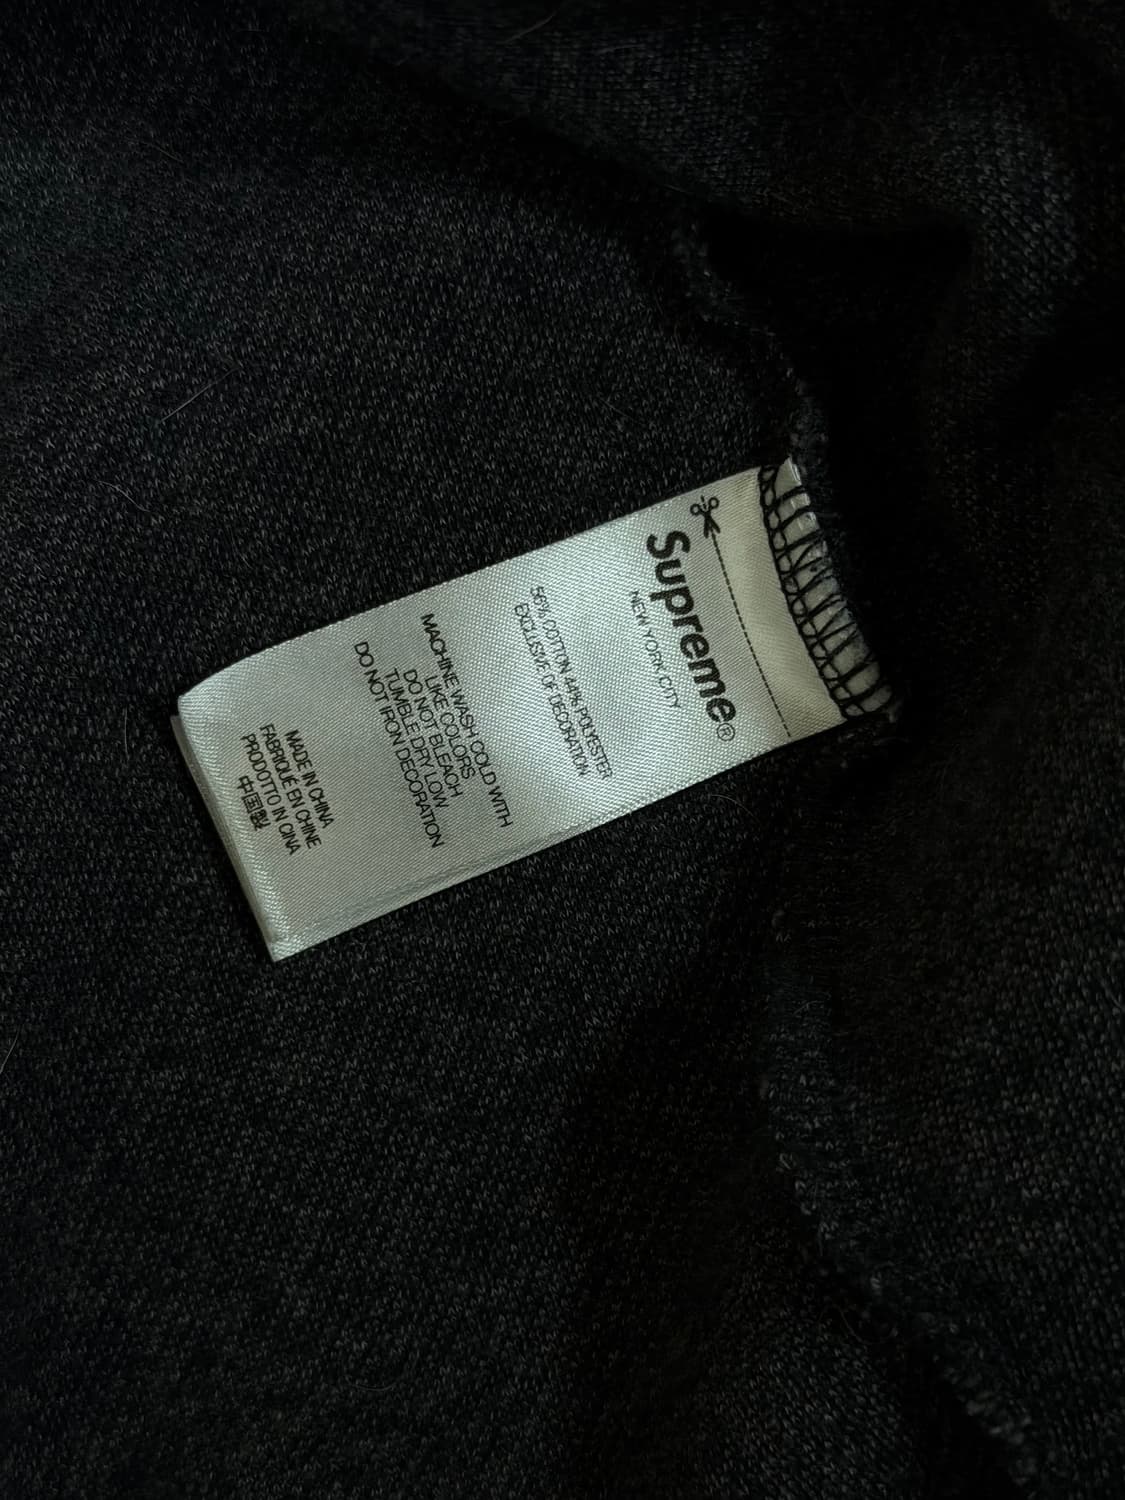 Supreme®
NEW YORK CITY
56% COTTON 44% POLYESTER
EXCLUSIVE OF DECORATION
MACHINE WASH COLD WITH
LIKE COLORS
DO NOT BLEACH
TUMBLE DRY LOW
DO NOT IRON DECORATION
MADE IN CHINA
FABRIQUÉ EN CHINE
PRODOTTO IN CINA
中国製